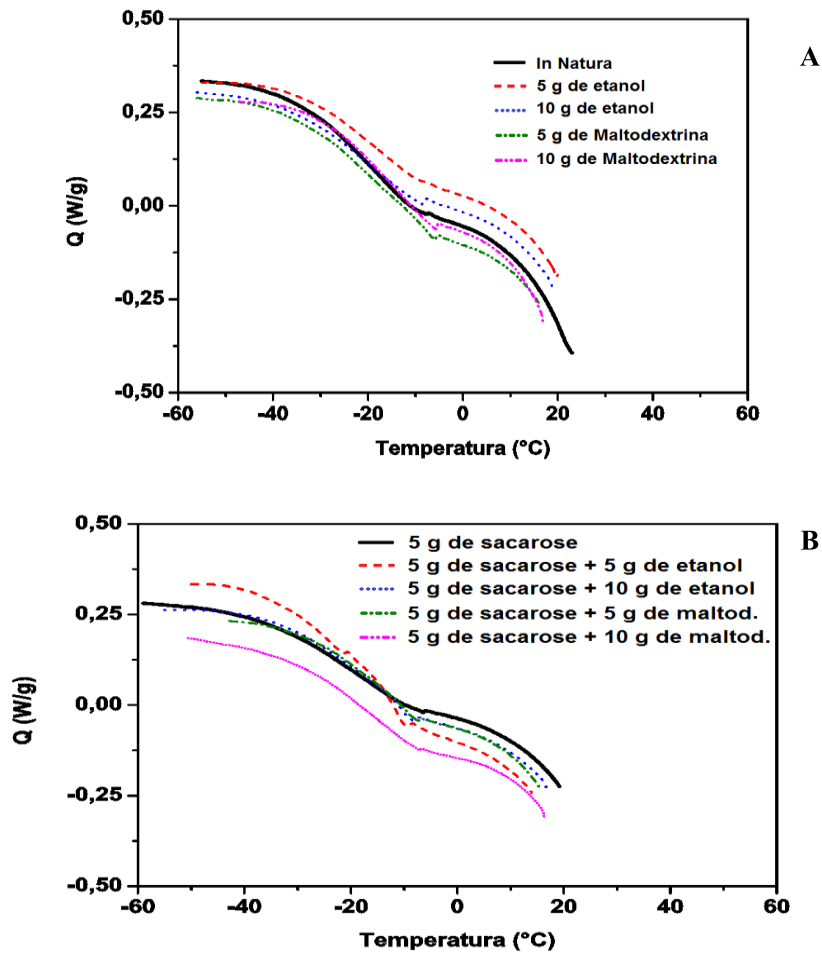 A
In Natura
5 g de etanol
10 g de etanol
5 g de Maltodextrina
10 g de Maltodextrina
0,50
0,25
0,00
-0,25
-0,50
Q (W/g)
-60 -40 -20 0 20 40 60
Temperatura (°C)
B
5 g de sacarose
5 g de sacarose + 5 g de etanol
5 g de sacarose + 10 g de etanol
5 g de sacarose + 5 g de maltod.
5 g de sacarose + 10 g de maltod.
0,50
0,25
0,00
-0,25
-0,50
Q (W/g)
-60 -40 -20 0 20 40 60
Temperatura (°C)